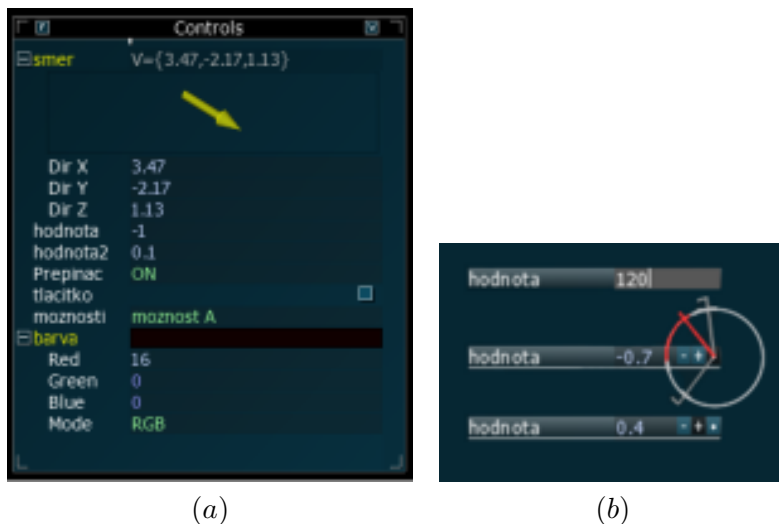 Controls
smer V={3.47,-2.17,1.13}
Dir X 3.47
Dir Y -2.17
Dir Z 1.13
hodnota -1
hodnota2 0.1
Prepinac ON
tlacitko
moznosti moznost A
barva
Red 16
Green 0
Blue 0
Mode RGB
(a)
hodnota 120
hodnota -0.7 - +
hodnota 0.4 - +
(b)